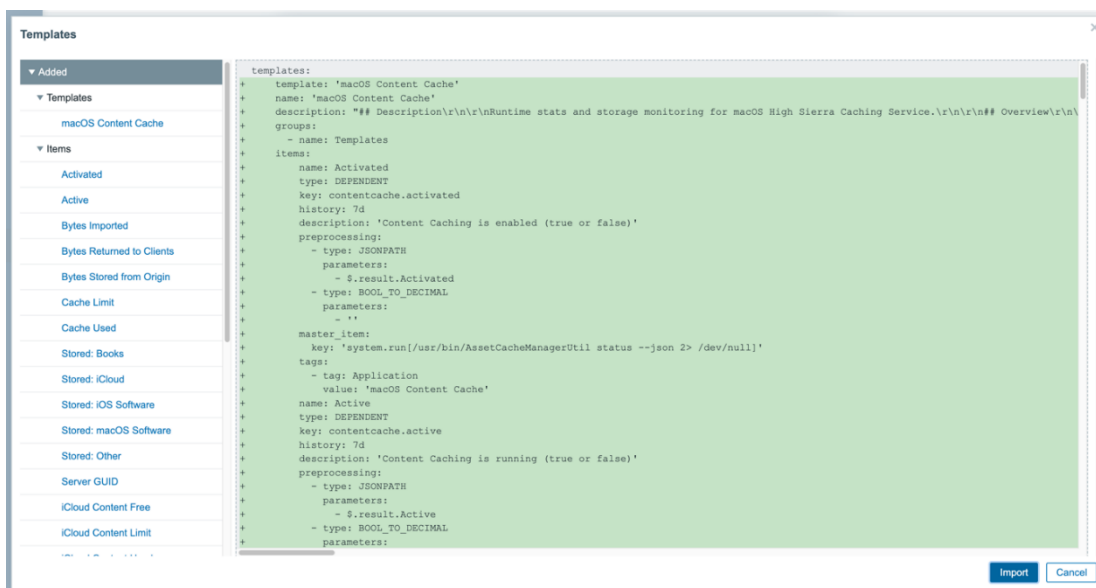 Templates
▾ Added
▾ Templates
macOS Content Cache
▾ Items
Activated
Active
Bytes Imported
Bytes Returned to Clients
Bytes Stored from Origin
Cache Limit
Cache Used
Stored: Books
Stored: iCloud
Stored: iOS Software
Stored: macOS Software
Stored: Other
Server GUID
iCloud Content Free
iCloud Content Limit
templates:
+ template: 'macOS Content Cache'
+ name: 'macOS Content Cache'
+ description: "## Description\r\n\r\nRuntime stats and storage monitoring for macOS High Sierra Caching Service.\r\n\r\n## Overview\r\n\
+ groups:
+ - name: Templates
+ items:
+ name: Activated
+ type: DEPENDENT
+ key: contentcache.activated
+ history: 7d
+ description: 'Content Caching is enabled (true or false)'
+ preprocessing:
+ - type: JSONPATH
+ parameters:
+ - $.result.Activated
+ - type: BOOL_TO_DECIMAL
+ parameters:
+ - ''
+ master_item:
+ key: 'system.run[/usr/bin/AssetCacheManagerUtil status --json 2> /dev/null]'
+ tags:
+ - tag: Application
+ value: 'macOS Content Cache'
+ name: Active
+ type: DEPENDENT
+ key: contentcache.active
+ history: 7d
+ description: 'Content Caching is running (true or false)'
+ preprocessing:
+ - type: JSONPATH
+ parameters:
+ - $.result.Active
+ - type: BOOL_TO_DECIMAL
+ parameters:
Import
Cancel